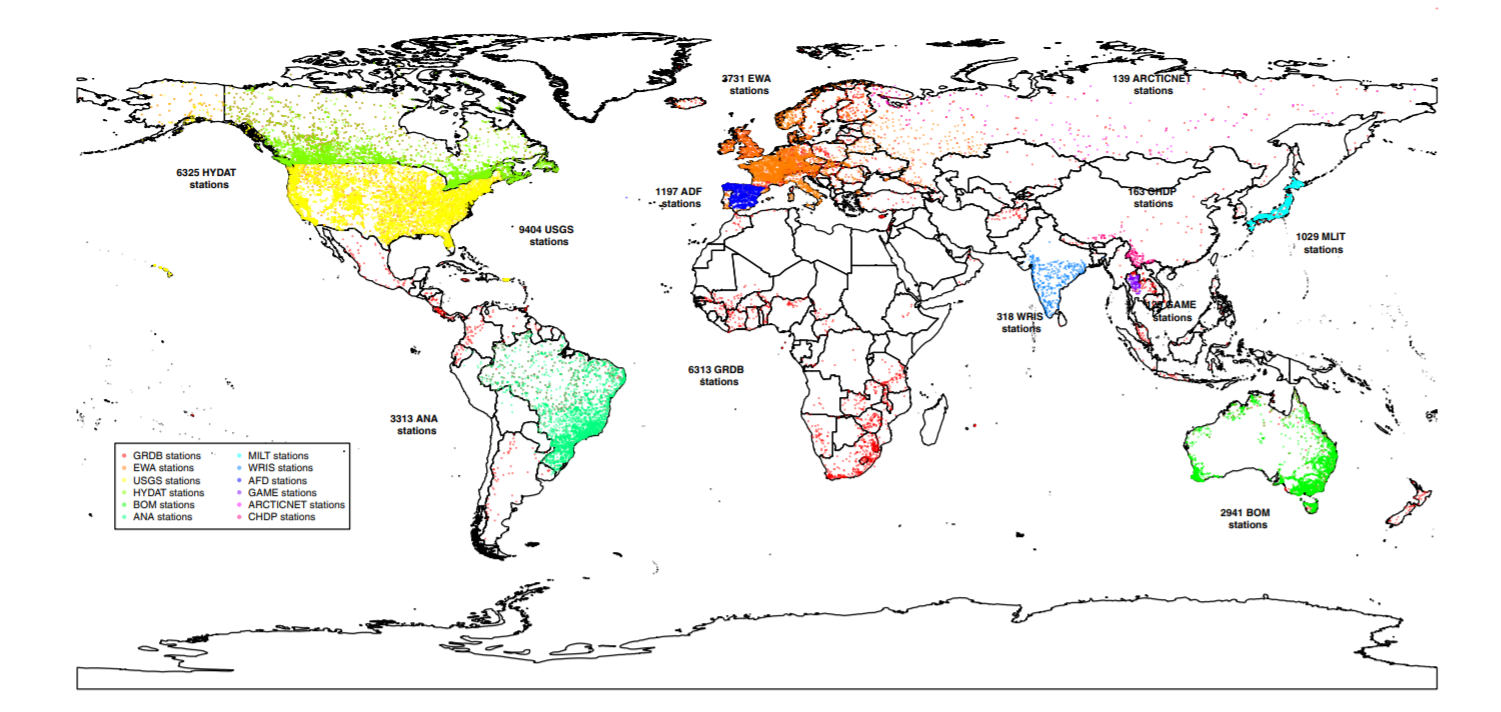 3731 EWA
stations
139 ARCTICNET
stations
6325 HYDAT
stations
1197 ADF
stations
163 CHDP
stations
9404 USGS
stations
1029 MLIT
stations
GAME
stations
318 WRIS
stations
6313 GRDB
stations
3313 ANA
stations
2941 BOM
stations
GRDB stations
EWA stations
USGS stations
HYDAT stations
BOM stations
ANA stations
MILT stations
WRIS stations
AFD stations
GAME stations
ARCTICNET stations
CHDP stations